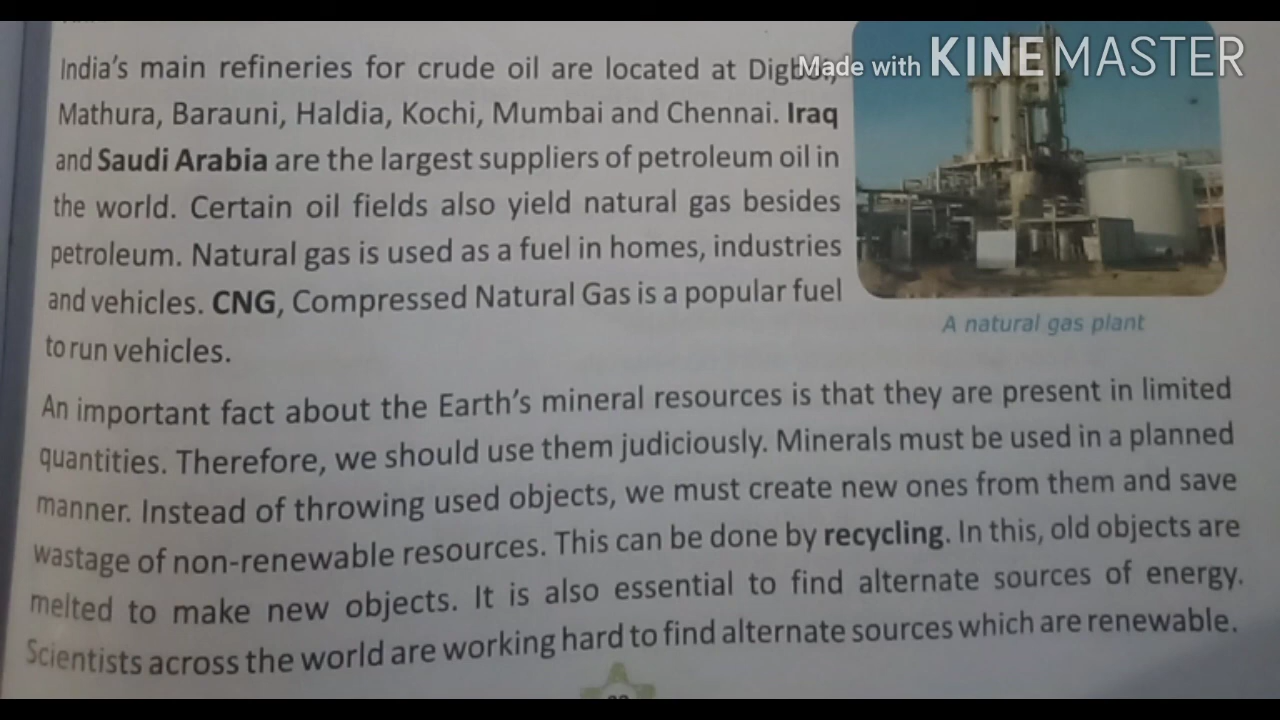 India's main refineries for crude oil are located at
Made with KINEMASTER
Mathura, Barauni, Haldia, Kochi, Mumbai and Chennai. Iraq
and Saudi Arabia are the largest suppliers of petroleum oil in
the world. Certain oil fields also yield natural gas besides
petroleum. Natural gas is used as a fuel in homes, industries
and vehicles. CNG, Compressed Natural Gas is a popular fuel
to run vehicles.
A natural gas plant
An important fact about the Earth's mineral resources is that they are present in limited
quantities. Therefore, we should use them judiciously. Minerals must be used in a planned
manner. Instead of throwing used objects, we must create new ones from them and save
wastage of non-renewable resources. This can be done by recycling. In this, old objects are
melted to make new objects. It is also essential to find alternate sources of energy.
Scientists across the world are working hard to find alternate sources which are renewable.